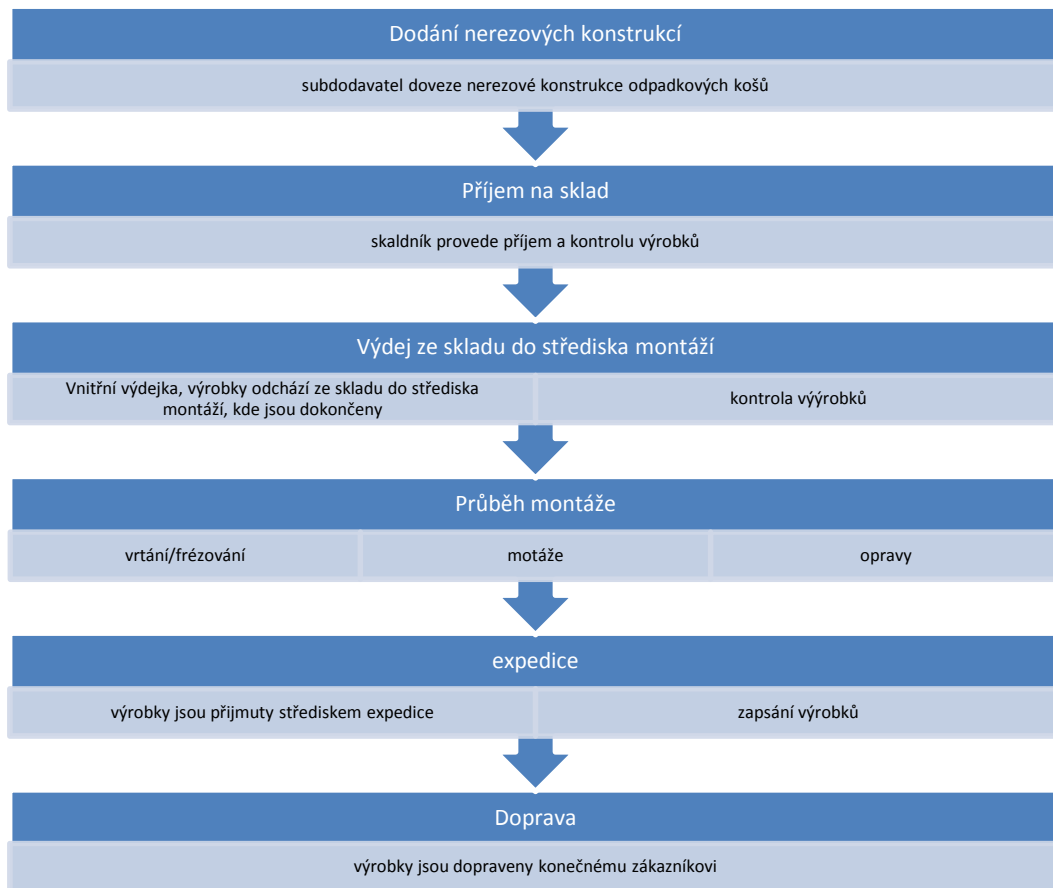 Dodání nerezových konstrukcí
subdodavatel doveze nerezové konstrukce odpadkových košů
Příjem na sklad
skaldník provede příjem a kontrolu výrobků
Výdej ze skladu do střediska montáží
Vnitřní výdejka, výrobky odchází ze skladu do střediska
montáží, kde jsou dokončeny
kontrola výýrobků
Průběh montáže
vrtání/frézování
motáže
opravy
expedice
výrobky jsou přijmuty střediskem expedice
zapsání výrobků
Doprava
výrobky jsou dopraveny konečnému zákazníkovi